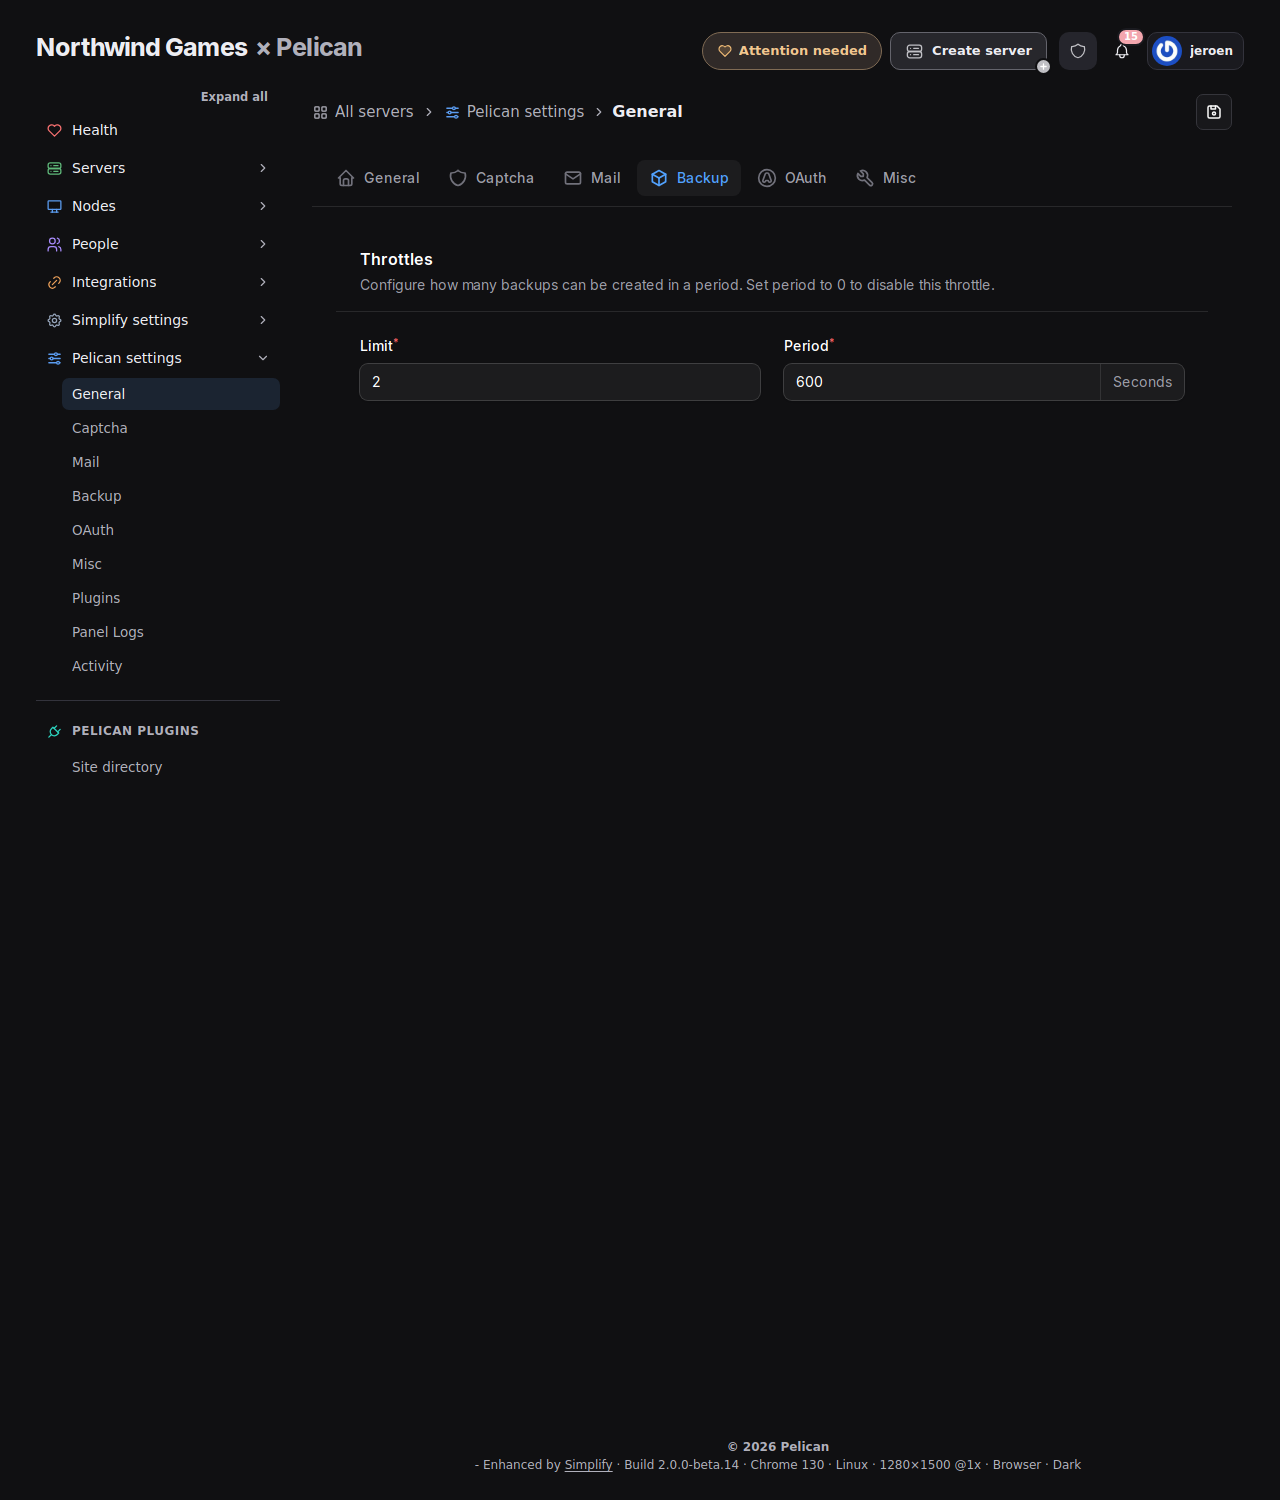 Northwind Games × Pelican
Attention needed
Create server
15
jeroen
Expand all
Health
Servers
Nodes
People
Integrations
Simplify settings
Pelican settings
General
Captcha
Mail
Backup
OAuth
Misc
Plugins
Panel Logs
Activity
PELICAN PLUGINS
Site directory
All servers > Pelican settings > General
General Captcha Mail Backup OAuth Misc
Throttles
Configure how many backups can be created in a period. Set period to 0 to disable this throttle.
Limit*
2
Period*
600 Seconds
© 2026 Pelican
- Enhanced by Simplify · Build 2.0.0-beta.14 · Chrome 130 · Linux · 1280×1500 @1x · Browser · Dark